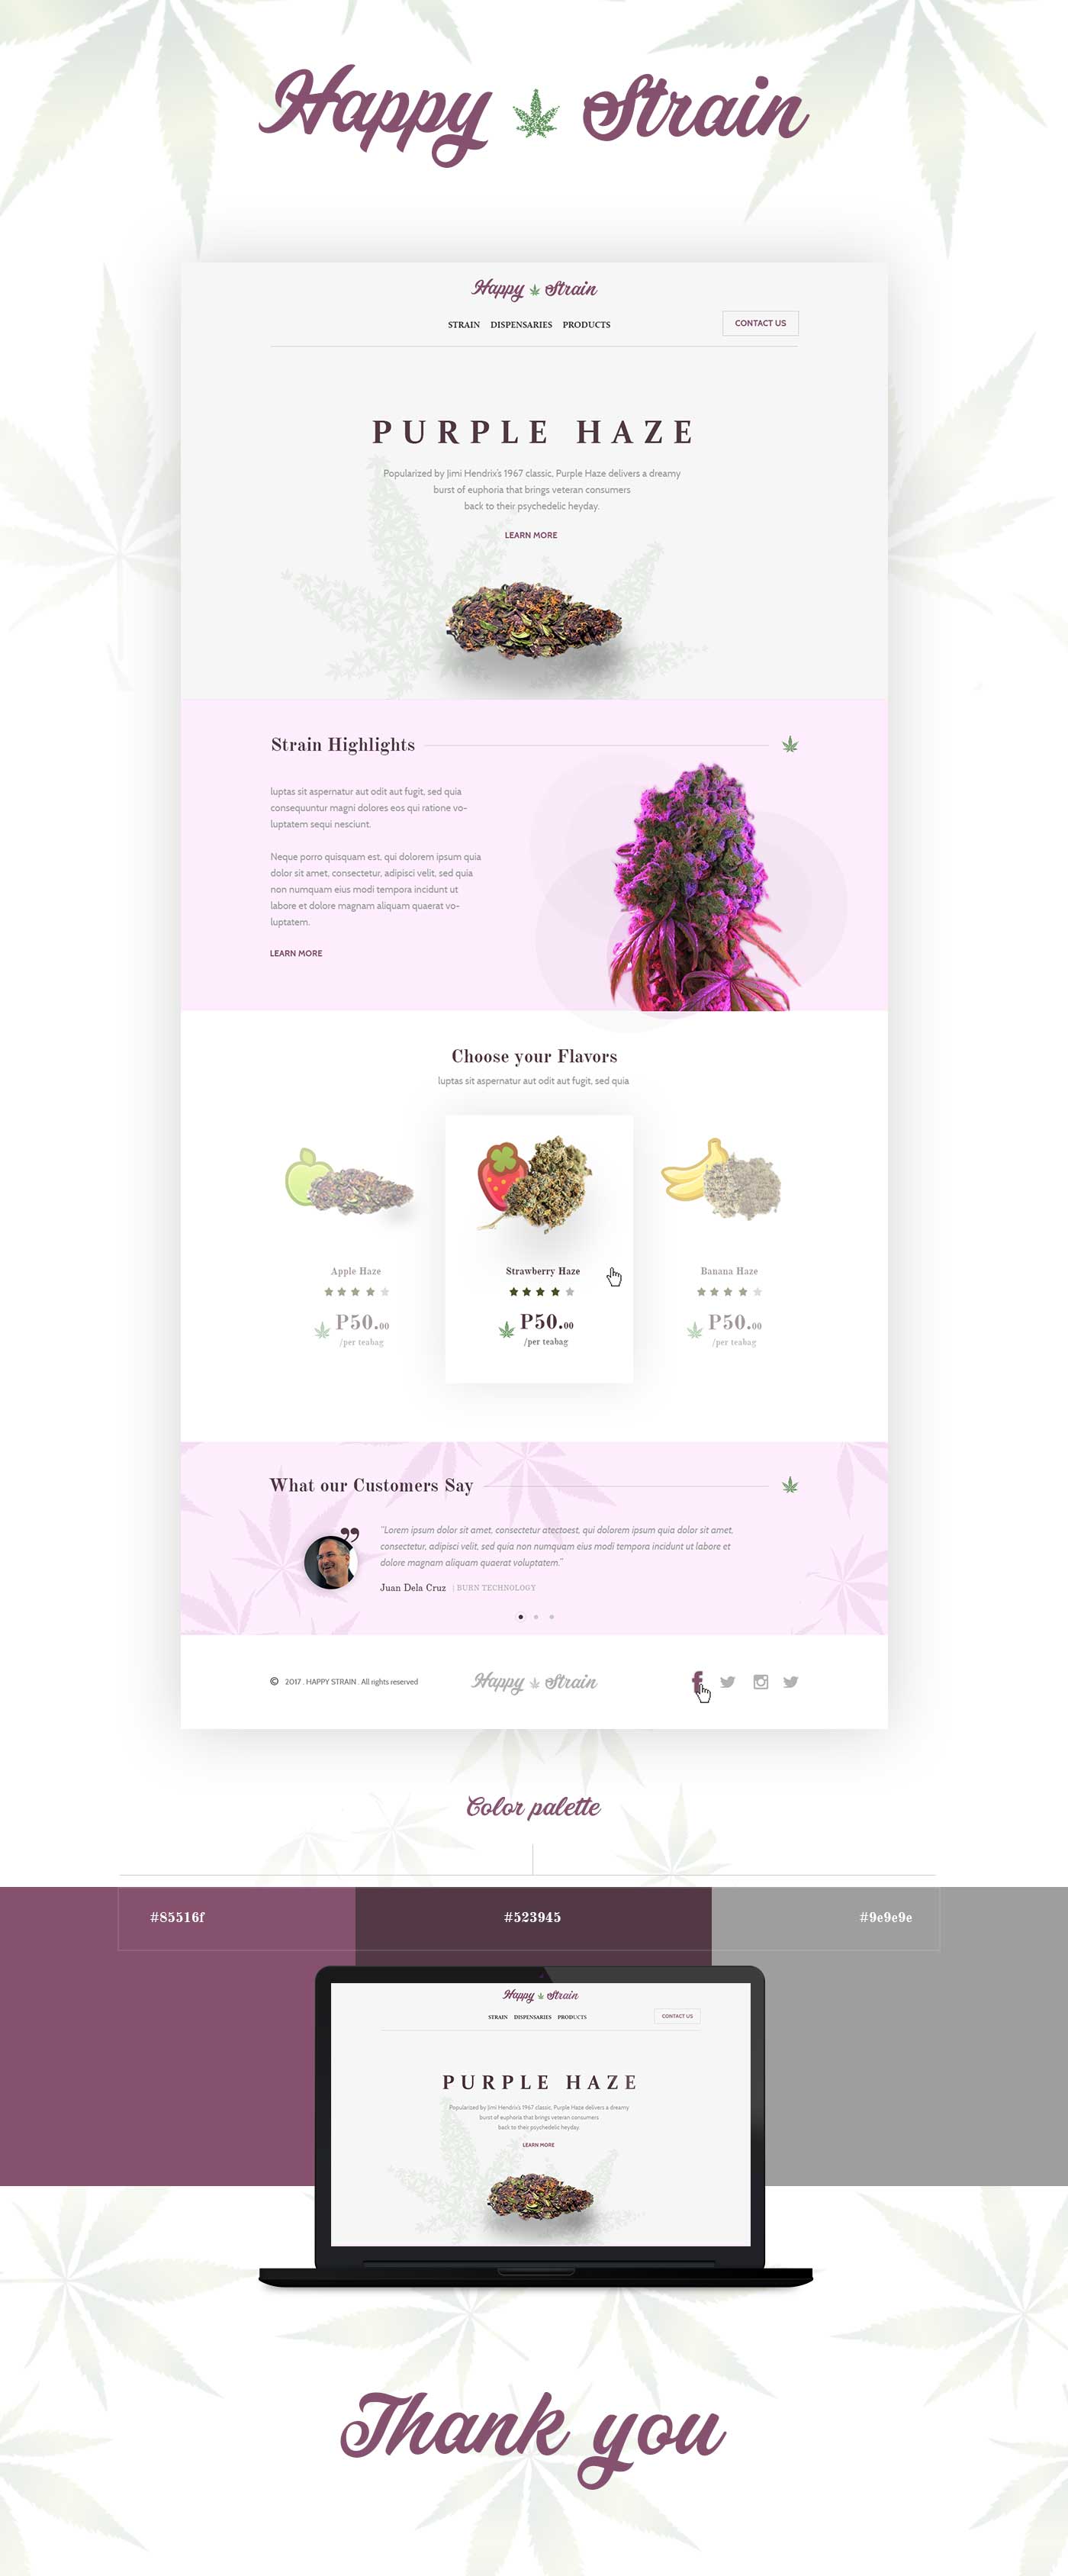 Happy Strain
Happy Strain
STRAIN DISPENSARIES PRODUCTS
CONTACT US
PURPLE HAZE
Popularized by Jimi Hendrix's 1967 classic, Purple Haze delivers a dreamy
burst of euphoria that brings veteran consumers
back to their psychedelic heyday.
LEARN MORE
Strain Highlights
luptas sit aspernatur aut odit aut fugit, sed quia
consequuntur magni dolores eos qui ratione vo-
luptatem sequi nesciunt.
Neque porro quisquam est, qui dolorem ipsum quia
dolor sit amet, consectetur, adipisci velit, sed quia
non numquam eius modi tempora incidunt ut
labore et dolore magnam aliquam quaerat vo-
luptatem.
LEARN MORE
Choose your Flavors
luptas sit aspernatur aut odit aut fugit, sed quia
Apple Haze
P50.00
/per teabag
Strawberry Haze
P50.00
/per teabag
Banana Haze
P50.00
/per teabag
What our Customers Say
"Lorem ipsum dolor sit amet, consectetur atectoest, qui dolorem ipsum quia dolor sit amet,
consectetur, adipisci velit, sed quia non numquam eius modi tempora incidunt ut labore et
dolore magnam aliquam quaerat voluptatem."
Juan Dela Cruz | BURN TECHNOLOGY
© 2017 . HAPPY STRAIN . All rights reserved
Happy Strain
Color palette
#85516f
#523945
#9e9e9e
Happy Strain
STRAIN DISPENSARIES PRODUCTS
CONTACT US
PURPLE HAZE
Popularized by Jimi Hendrix's 1967 classic, Purple Haze delivers a dreamy
burst of euphoria that brings veteran consumers
back to their psychedelic heyday.
LEARN MORE
Thank you